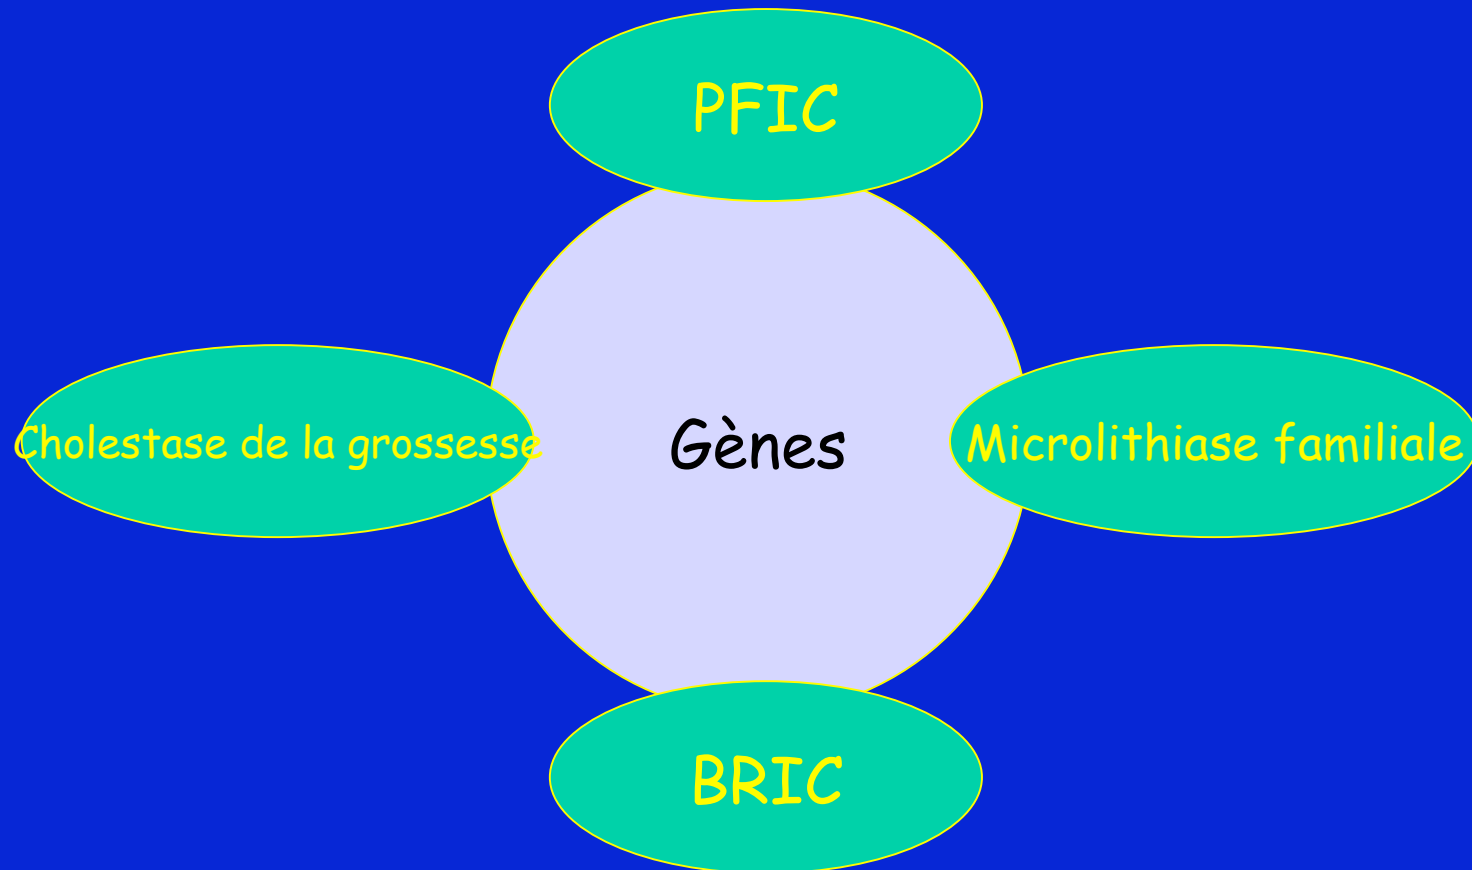 PFIC
Cholestase de la grossesse
Gènes
Microlithiase familiale
BRIC